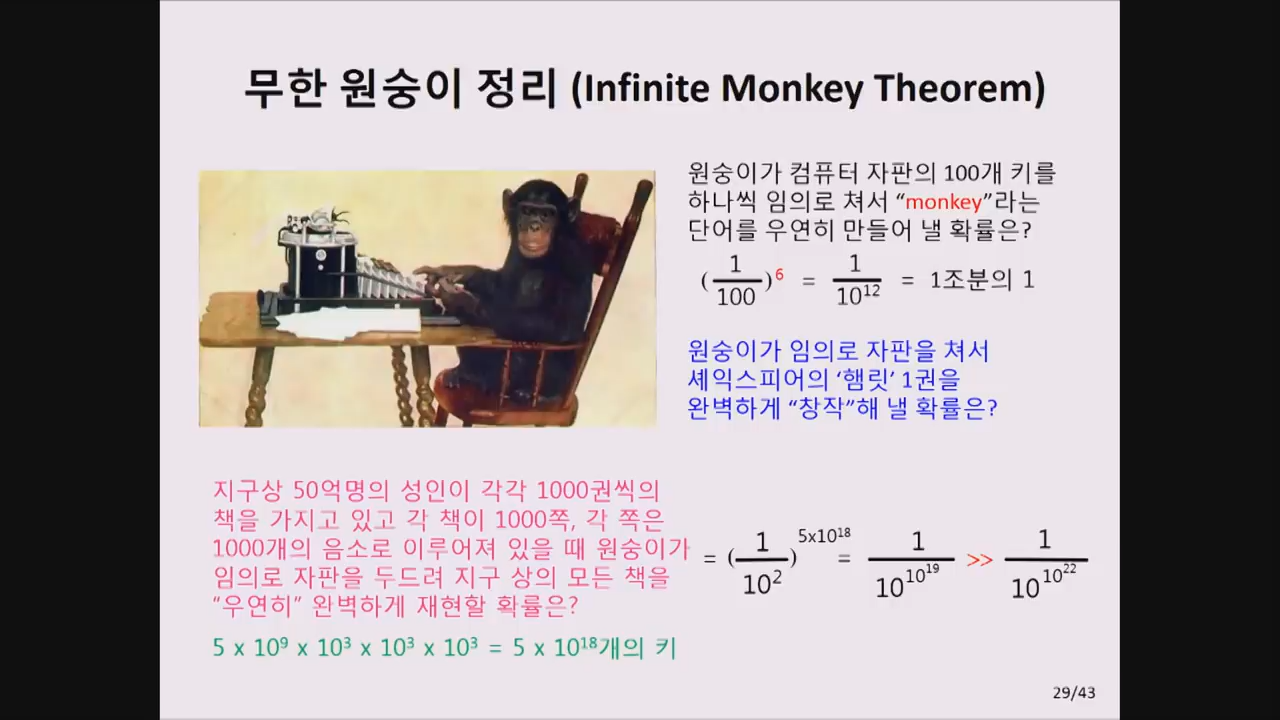 무한 원숭이 정리 (Infinite Monkey Theorem)
원숭이가 컴퓨터 자판의 100개 키를
하나씩 임의로 쳐서 “monkey”라는
단어를 우연히 만들어 낼 확률은?
(1/100)⁶ = 1/10¹² = 1조분의 1
원숭이가 임의로 자판을 쳐서
셰익스피어의 ‘햄릿’ 1권을
완벽하게 “창작”해 낼 확률은?
지구상 50억명의 성인이 각각 1000권씩의
책을 가지고 있고 각 책이 1000쪽, 각 쪽은
1000개의 음소로 이루어져 있을 때 원숭이가
임의로 자판을 두드려 지구 상의 모든 책을
“우연히” 완벽하게 재현할 확률은?
= (1/10²)^5x10¹⁸ = 1/10^10¹⁹ >> 1/10^10²²
5 x 10⁹ x 10³ x 10³ x 10³ = 5 x 10¹⁸개의 키
29/43